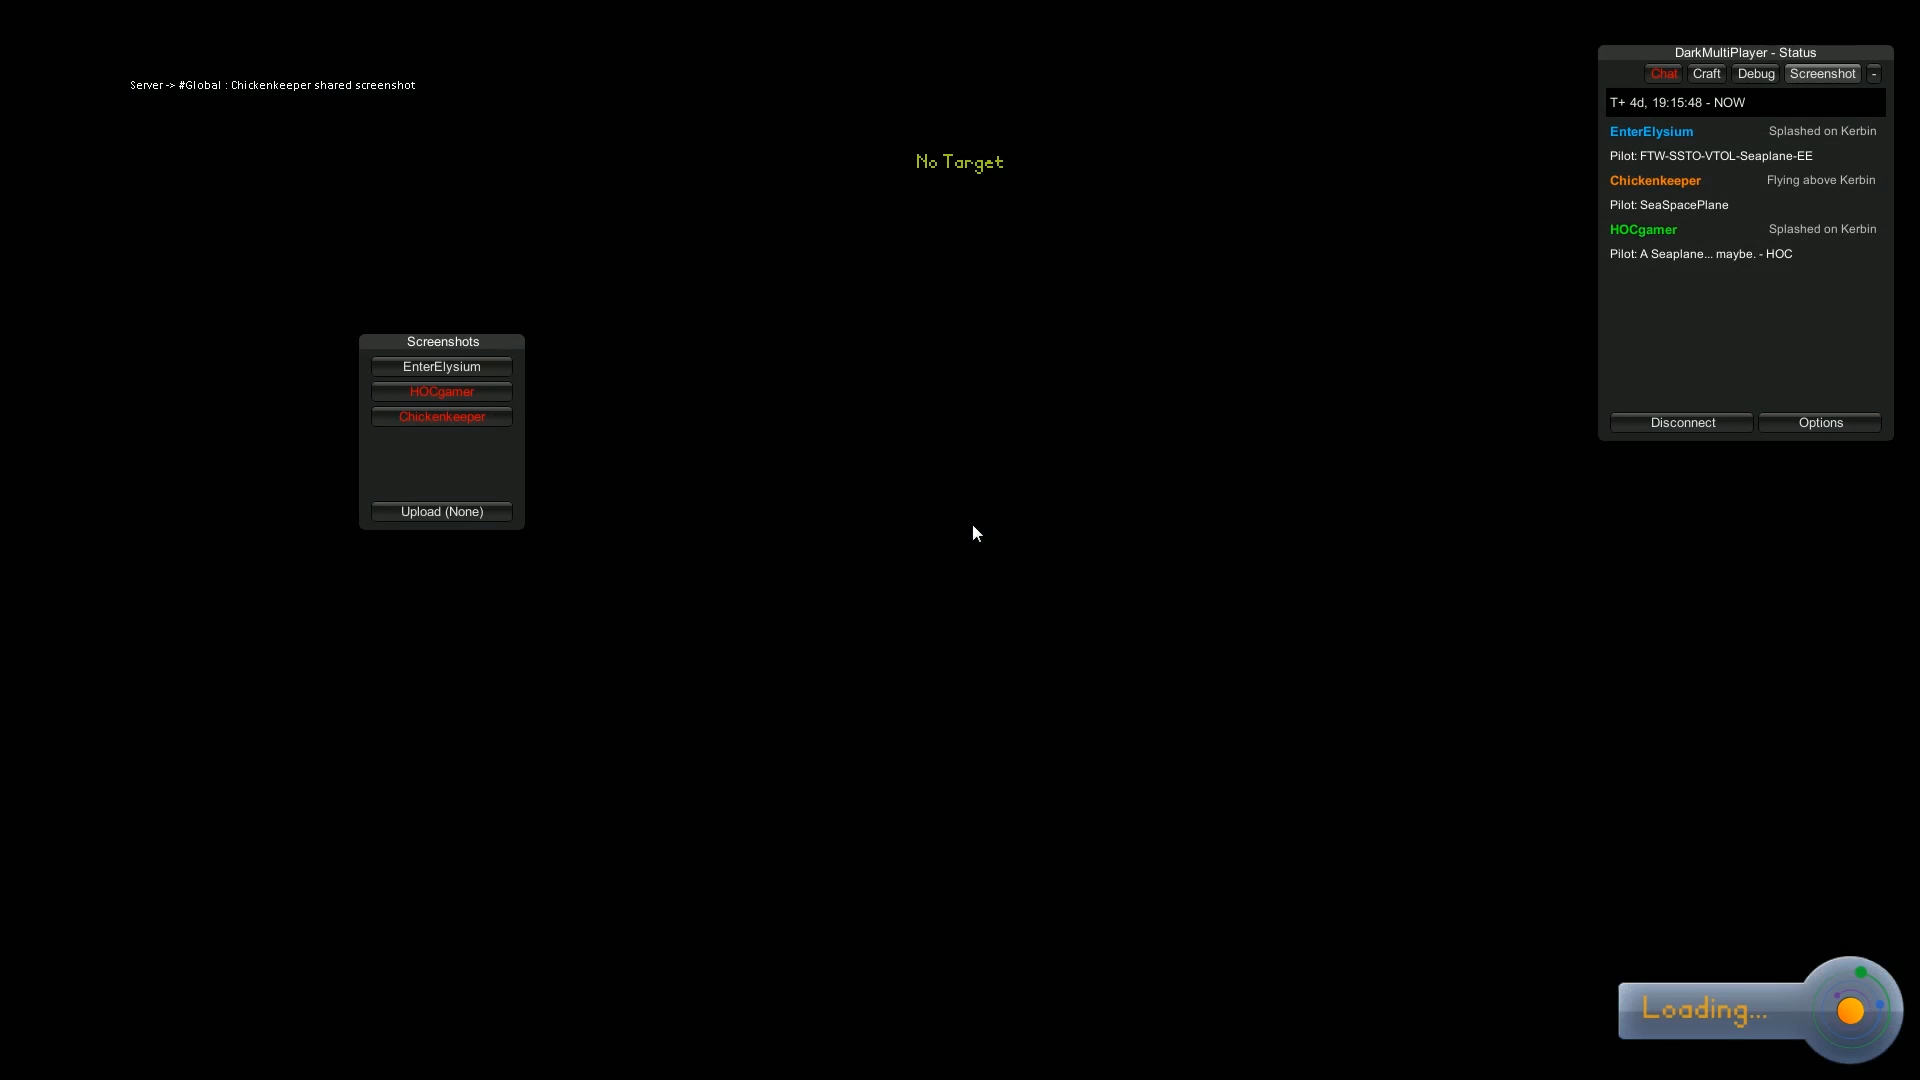 DarkMultiPlayer - Status
Chat Craft Debug Screenshot -
Server -> #Global : Chickenkeeper shared screenshot
T+ 4d, 19:15:48 - NOW
EnterElysium Splashed on Kerbin
Pilot: FTW-SSTO-VTOL-Seaplane-EE
No Target
Chickenkeeper Flying above Kerbin
Pilot: SeaSpacePlane
HOCgamer Splashed on Kerbin
Pilot: A Seaplane... maybe. - HOC
Disconnect Options
Screenshots
EnterElysium
HOCgamer
Chickenkeeper
Upload (None)
Loading...